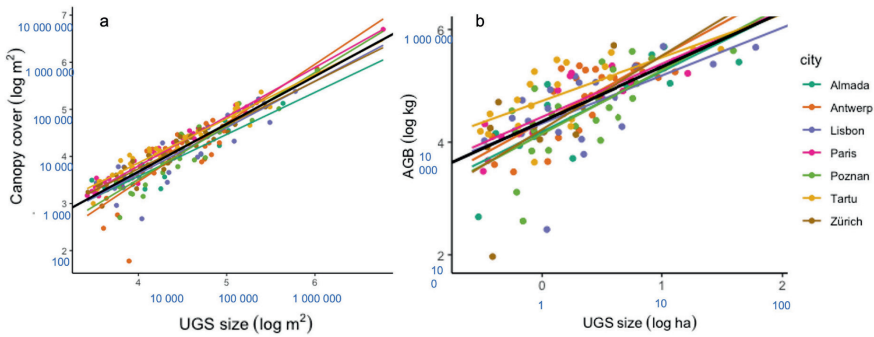 a
7
10 000 000
6
1 000 000
5
100 000
4
10 000
3
1 000
2
100
Canopy cover (log m²)
4
5
6
10 000
100 000
1 000 000
UGS size (log m²)
b
6
1 000 000
4
10
000
2
10
0
AGB (log kg)
0
1
2
1
10
100
UGS size (log ha)
city
Almada
Antwerp
Lisbon
Paris
Poznan
Tartu
Zürich